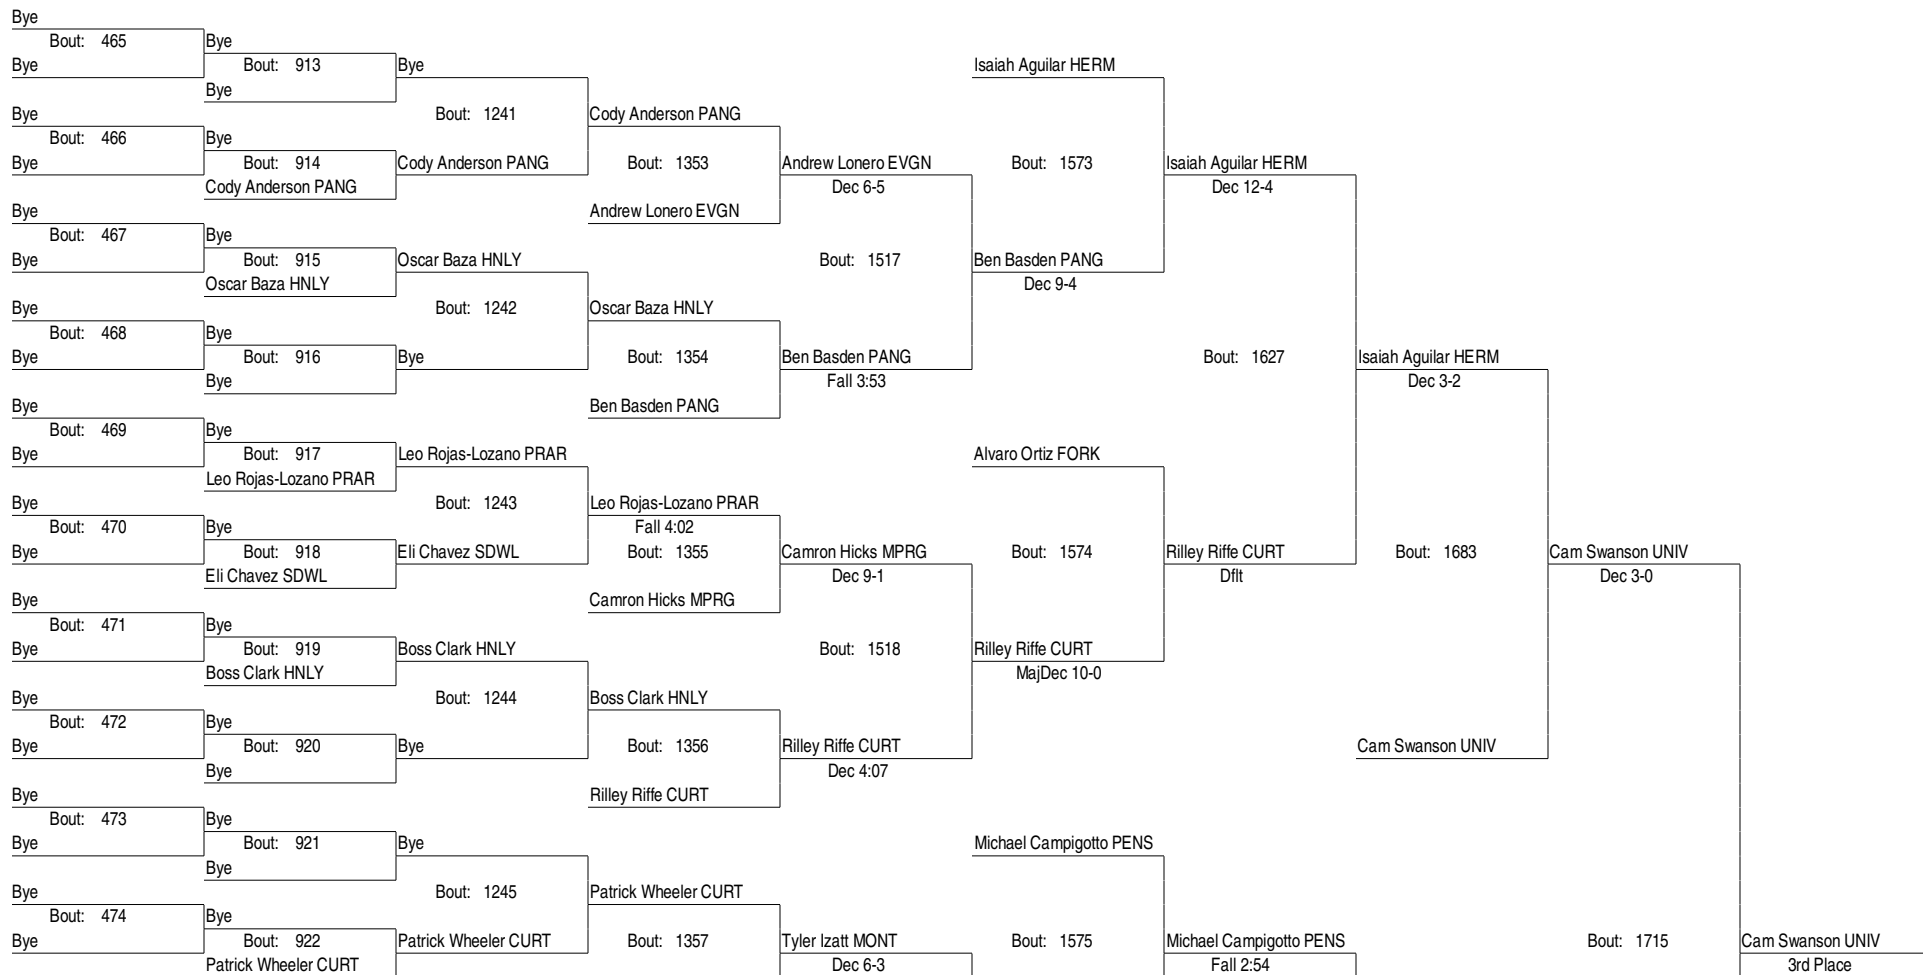 Bye
Bout: 465 Bye
Bye Bout: 913 Bye Isaiah Aguilar HERM
Bye
Bye Bout: 1241 Cody Anderson PANG
Bout: 466 Bye
Bye Bout: 914 Cody Anderson PANG Bout: 1353 Andrew Lonero EVGN Bout: 1573 Isaiah Aguilar HERM
Cody Anderson PANG Dec 6-5 Dec 12-4
Bye Andrew Lonero EVGN
Bout: 467 Bye
Bye Bout: 915 Oscar Baza HNLY Bout: 1517 Ben Basden PANG
Oscar Baza HNLY Dec 9-4
Bye Bout: 1242 Oscar Baza HNLY
Bout: 468 Bye
Bye Bout: 916 Bye Bout: 1354 Ben Basden PANG Bout: 1627 Isaiah Aguilar HERM
Bye Fall 3:53 Dec 3-2
Bye Ben Basden PANG
Bout: 469 Bye
Bye Bout: 917 Leo Rojas-Lozano PRAR Alvaro Ortiz FORK
Leo Rojas-Lozano PRAR
Bye Bout: 1243 Leo Rojas-Lozano PRAR
Bout: 470 Bye Fall 4:02
Bye Bout: 918 Eli Chavez SDWL Bout: 1355 Camron Hicks MPRG Bout: 1574 Rilley Riffe CURT Bout: 1683 Cam Swanson UNIV
Eli Chavez SDWL Dec 9-1 Dflt Dec 3-0
Bye Camron Hicks MPRG
Bout: 471 Bye
Bye Bout: 919 Boss Clark HNLY Bout: 1518 Rilley Riffe CURT
Boss Clark HNLY MajDec 10-0
Bye Bout: 1244 Boss Clark HNLY
Bout: 472 Bye
Bye Bout: 920 Bye Bout: 1356 Rilley Riffe CURT Cam Swanson UNIV
Bye Dec 4:07
Bye Rilley Riffe CURT
Bout: 473 Bye
Bye Bout: 921 Bye Michael Campigotto PENS
Bye
Bye Bout: 1245 Patrick Wheeler CURT
Bout: 474 Bye
Bye Bout: 922 Patrick Wheeler CURT Bout: 1357 Tyler Izatt MONT Bout: 1575 Michael Campigotto PENS Bout: 1715 Cam Swanson UNIV
Patrick Wheeler CURT Dec 6-3 Fall 2:54 3rd Place